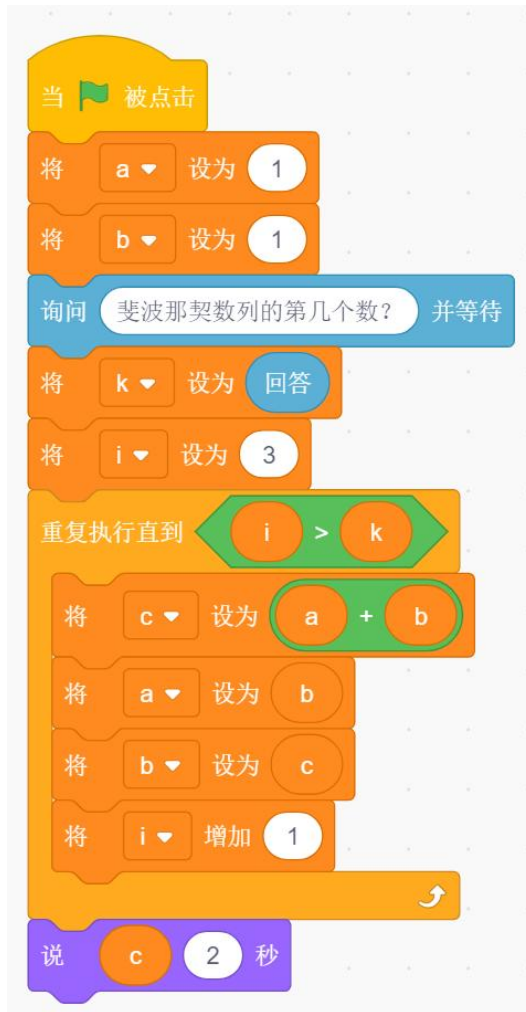 当 被点击
将 a 设为 1
将 b 设为 1
询问 斐波那契数列的第几个数? 并等待
将 k 设为 回答
将 i 设为 3
重复执行直到 i > k
将 c 设为 a + b
将 a 设为 b
将 b 设为 c
将 i 增加 1
说 c 2 秒